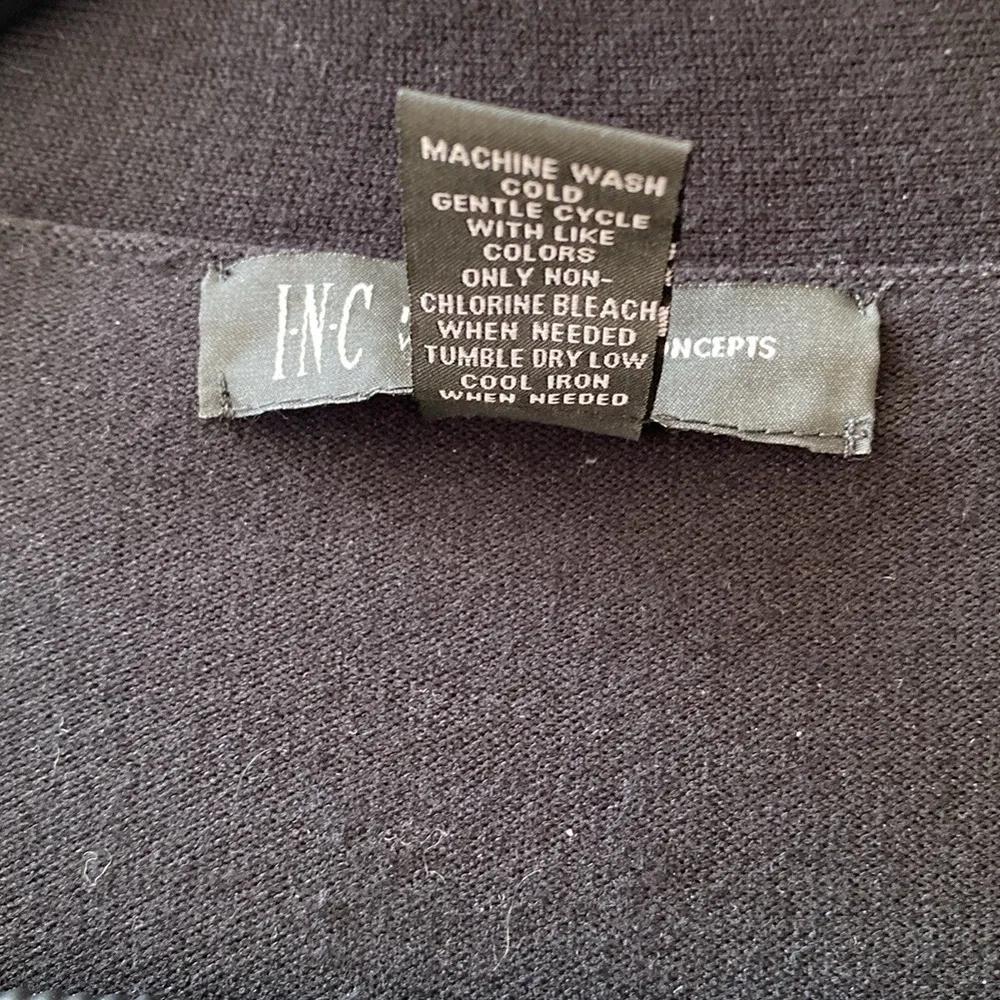 MACHINE WASH
COLD
GENTLE CYCLE
WITH LIKE
COLORS
ONLY NON-
CHLORINE BLEACH
WHEN NEEDED
TUMBLE DRY LOW
COOL IRON
WHEN NEEDED
I·N·C
NCEPTS